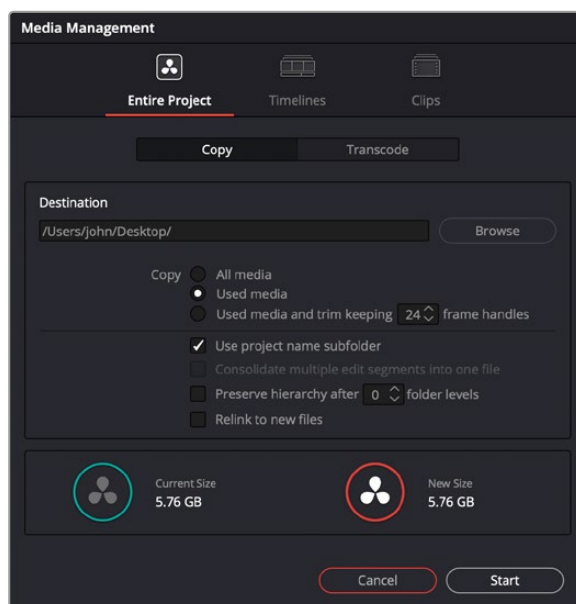 Media Management
Entire Project Timelines Clips
Copy Transcode
Destination
/Users/john/Desktop/ Browse
Copy All media
Used media
Used media and trim keeping 24 frame handles
Use project name subfolder
Consolidate multiple edit segments into one file
Preserve hierarchy after 0 folder levels
Relink to new files
Current Size New Size
5.76 GB 5.76 GB
Cancel Start